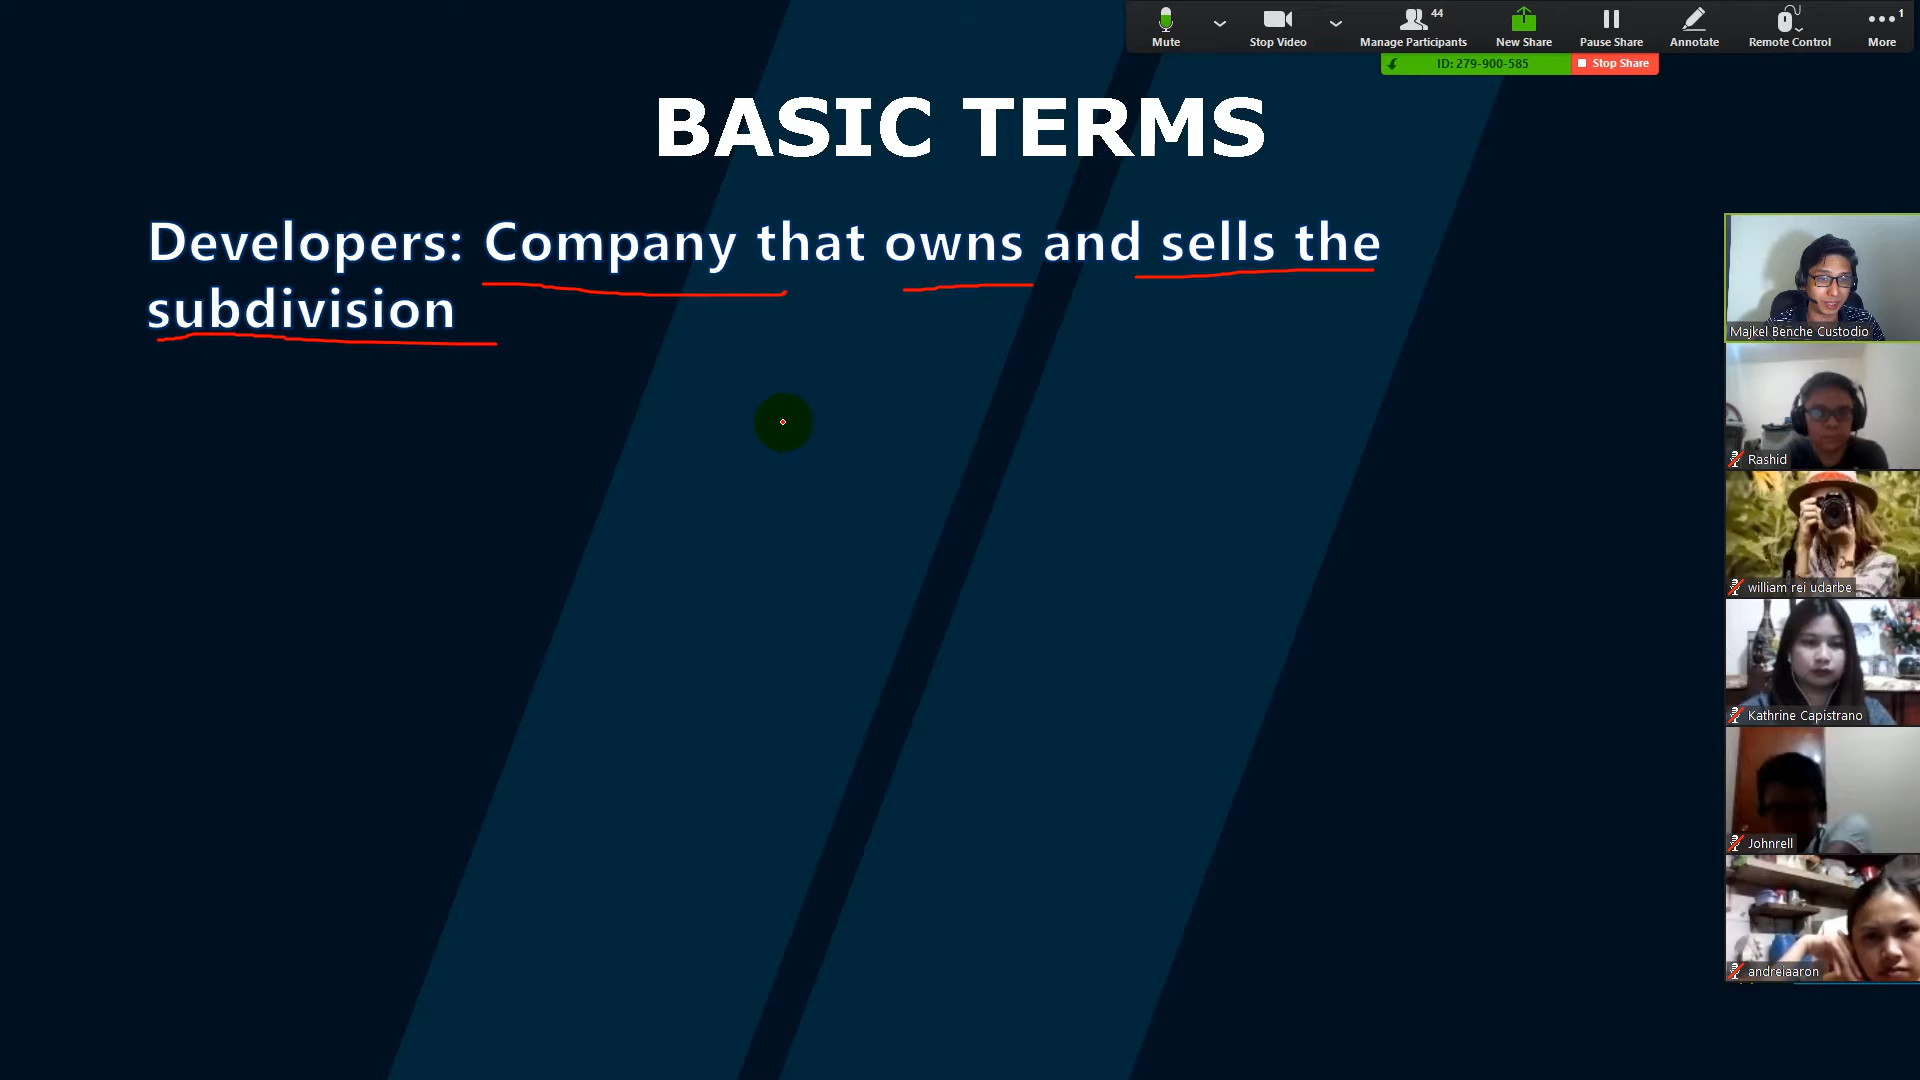 Mute
Stop Video
Manage Participants
44
New Share
Pause Share
Annotate
Remote Control
More
1
ID: 279-900-585
Stop Share
BASIC TERMS
Developers: Company that owns and sells the
subdivision
Majkel Benche Custodio
Rashid
william rei udarbe
Kathrine Capistrano
Johnrell
andreiaaron